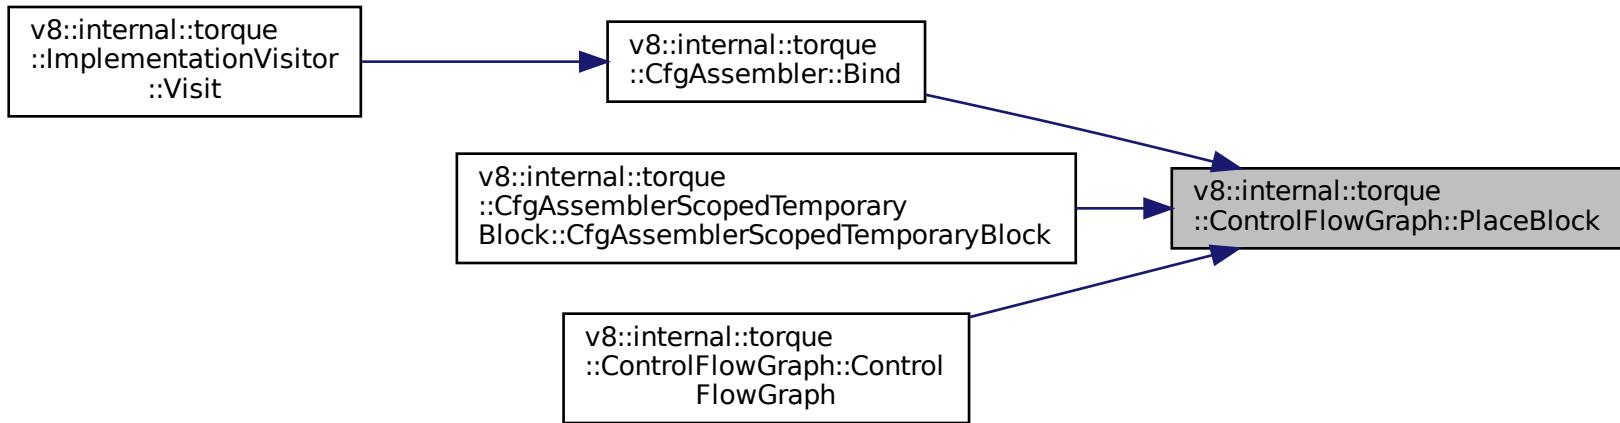 v8::internal::torque
::ImplementationVisitor
::Visit
v8::internal::torque
::CfgAssembler::Bind
v8::internal::torque
::CfgAssemblerScopedTemporary
Block::CfgAssemblerScopedTemporaryBlock
v8::internal::torque
::ControlFlowGraph::Control
FlowGraph
v8::internal::torque
::ControlFlowGraph::PlaceBlock